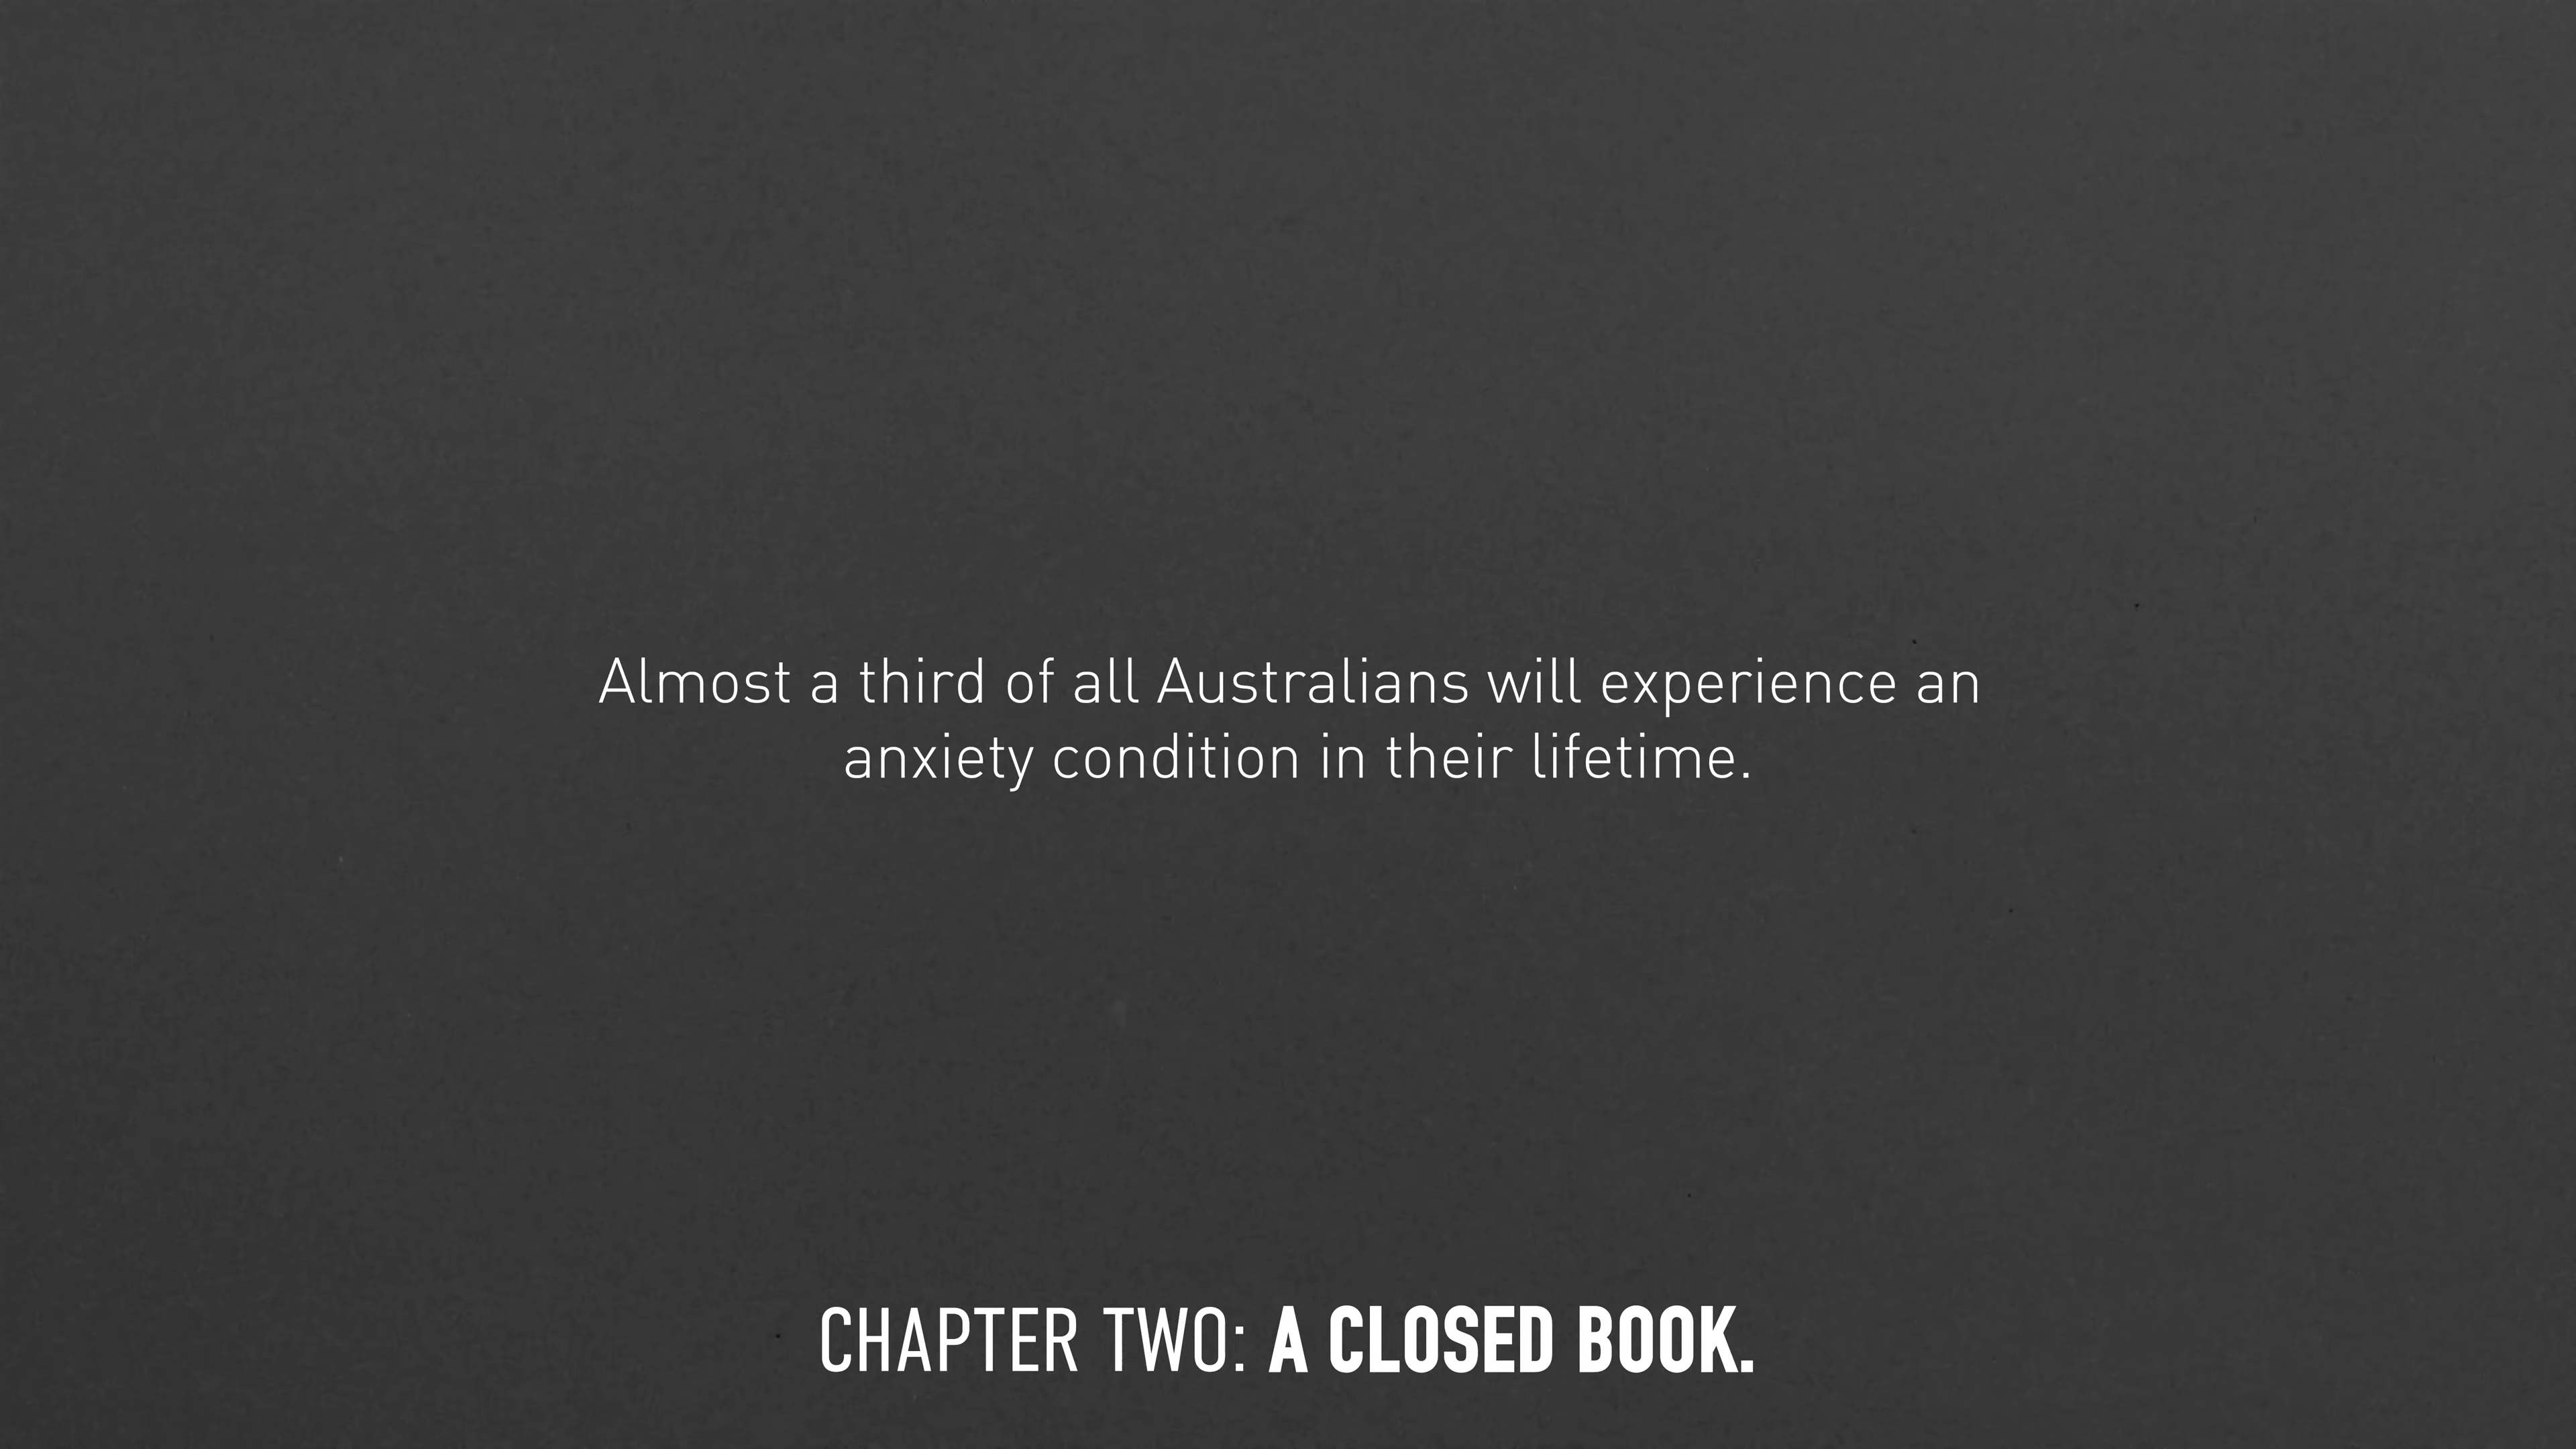 Almost a third of all Australians will experience an
anxiety condition in their lifetime.
CHAPTER TWO: A CLOSED BOOK.